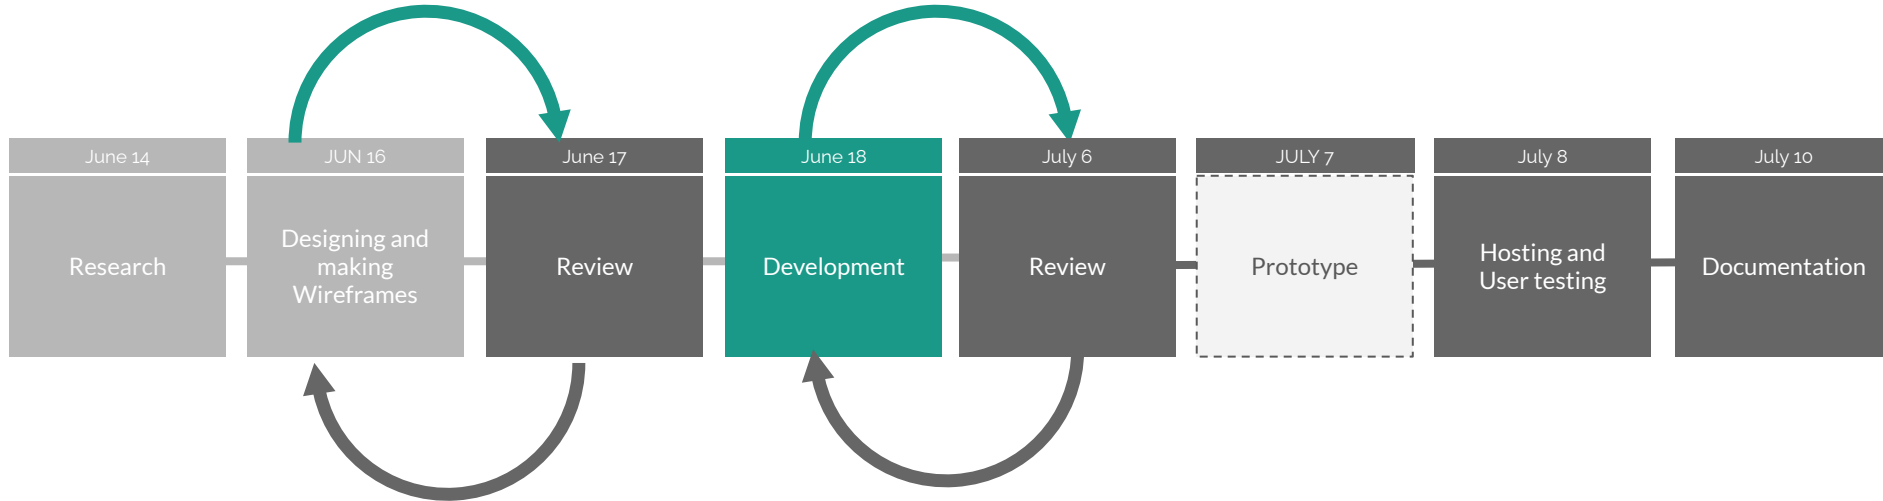 June 14
JUN 16
June 17
June 18
July 6
JULY 7
July 8
July 10
Research
Designing and
making
Wireframes
Review
Development
Review
Prototype
Hosting and
User testing
Documentation